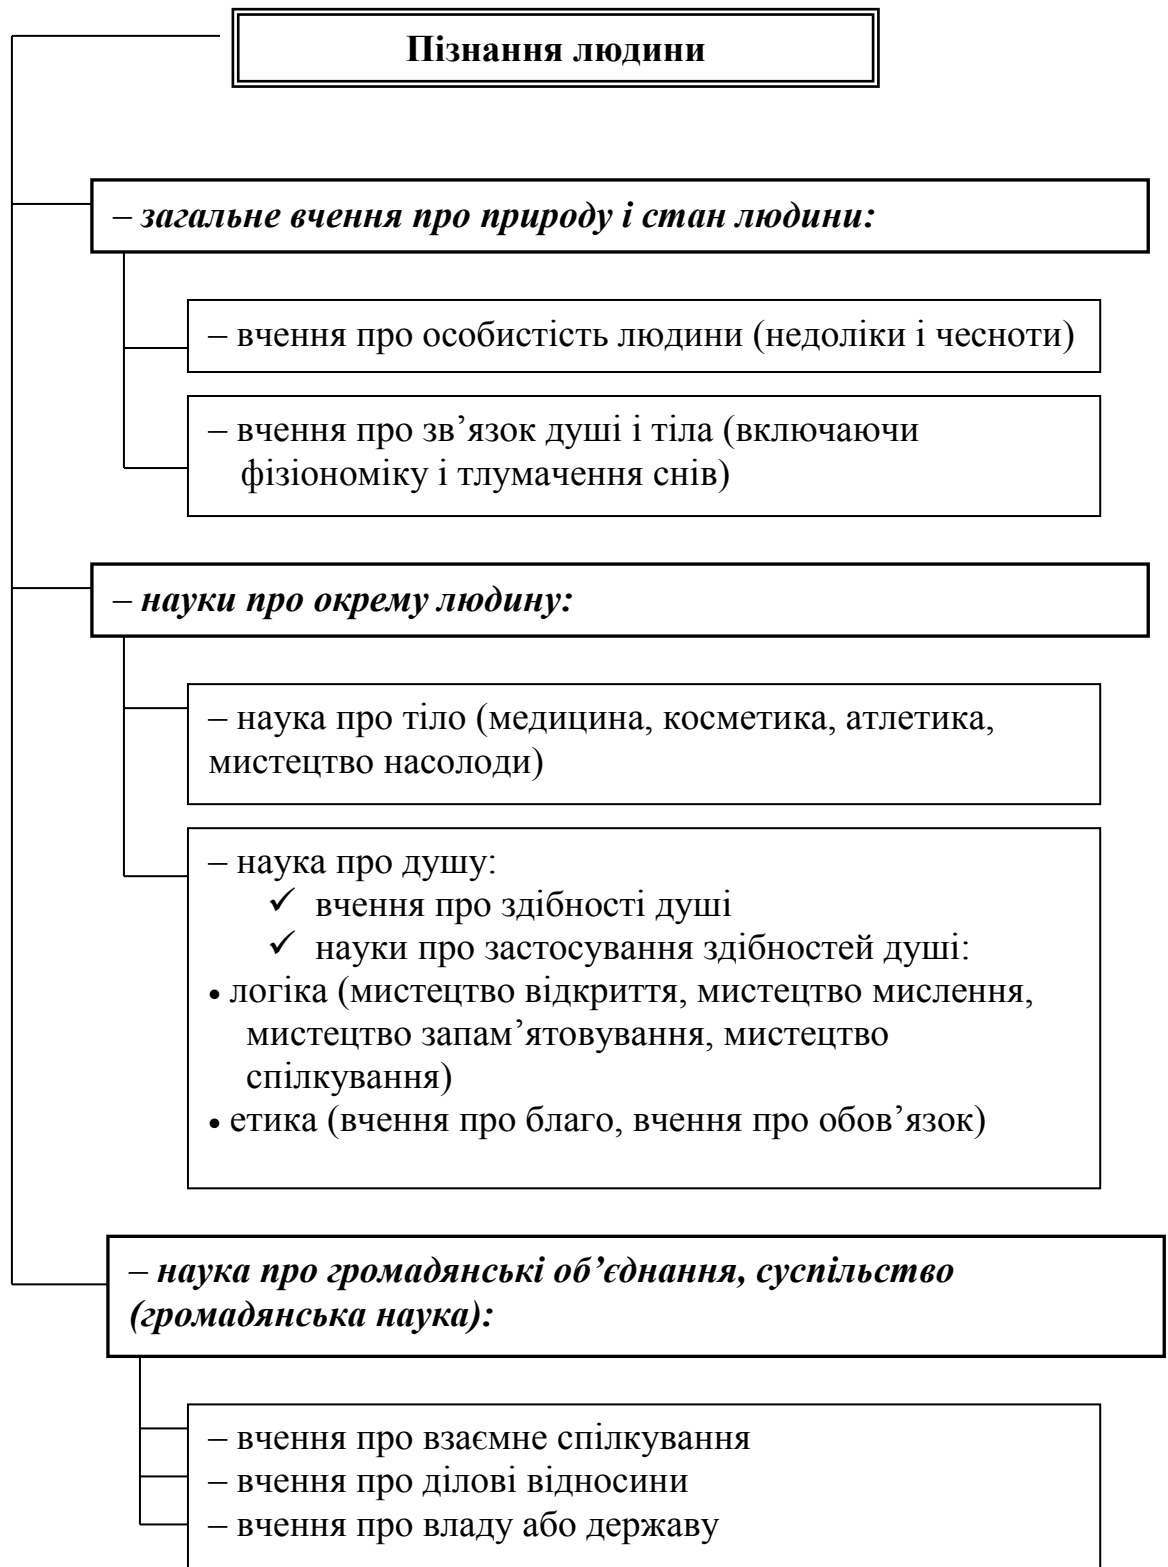 Пізнання людини
– загальне вчення про природу і стан людини:
– вчення про особистість людини (недоліки і чесноти)
– вчення про зв’язок душі і тіла (включаючи
фізіономіку і тлумачення снів)
– науки про окрему людину:
– наука про тіло (медицина, косметика, атлетика,
мистецтво насолоди)
– наука про душу:
✓ вчення про здібності душі
✓ науки про застосування здібностей душі:
• логіка (мистецтво відкриття, мистецтво мислення,
мистецтво запам’ятовування, мистецтво
спілкування)
• етика (вчення про благо, вчення про обов’язок)
– наука про громадянські об’єднання, суспільство
(громадянська наука):
– вчення про взаємне спілкування
– вчення про ділові відносини
– вчення про владу або державу